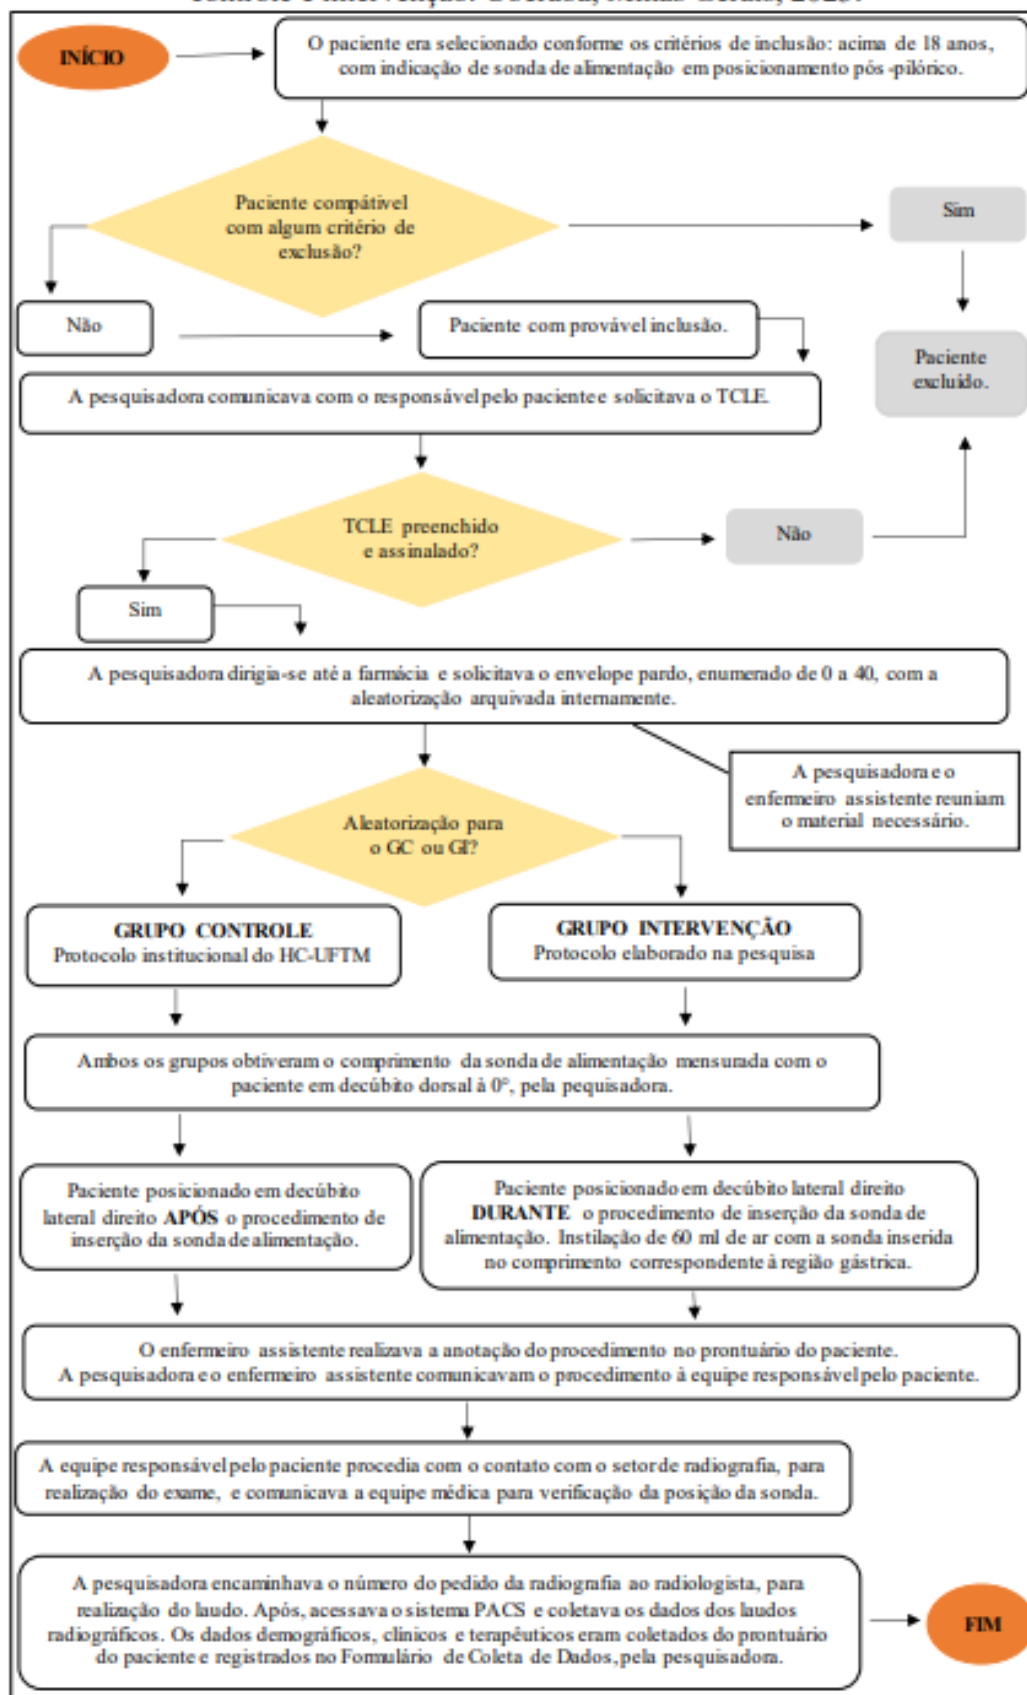 controle e intervenção. Uberaba, Minas Gerais, 2023.
INÍCIO
O paciente era selecionado conforme os critérios de inclusão: acima de 18 anos,
com indicação de sonda de alimentação em posicionamento pós-pilórico.
Paciente compátivel
com algum critério de
exclusão?
Sim
Não
Paciente com provável inclusão.
Paciente
excluído.
A pesquisadora comunicava com o responsável pelo paciente e solicitava o TCLE.
TCLE preenchido
e assinalado?
Não
Sim
A pesquisadora dirigia-se até a farmácia e solicitava o envelope pardo, enumerado de 0 a 40, com a
aleatorização arquivada internamente.
A pesquisadora e o
enfermeiro assistente reuniam
o material necessário.
Aleatorização para
o GC ou GI?
GRUPO CONTROLE
Protocolo institucional do HC-UFTM
GRUPO INTERVENÇÃO
Protocolo elaborado na pesquisa
Ambos os grupos obtiveram o comprimento da sonda de alimentação mensurada com o
paciente em decúbito dorsal à 0°, pela pequisadora.
Paciente posicionado em decúbito
lateral direito APÓS o procedimento de
inserção da sonda de alimentação.
Paciente posicionado em decúbito lateral direito
DURANTE o procedimento de inserção da sonda de
alimentação. Instilação de 60 ml de ar com a sonda inserida
no comprimento correspondente à região gástrica.
O enfermeiro assistente realizava a anotação do procedimento no prontuário do paciente.
A pesquisadora e o enfermeiro assistente comunicavam o procedimento à equipe responsável pelo paciente.
A equipe responsável pelo paciente procedia com o contato com o setor de radiografia, para
realização do exame, e comunicava a equipe médica para verificação da posição da sonda.
A pesquisadora encaminhava o número do pedido da radiografia ao radiologista, para
realização do laudo. Após, acessava o sistema PACS e coletava os dados dos laudos
radiográficos. Os dados demográficos, clínicos e terapêuticos eram coletados do prontuário
do paciente e registrados no Formulário de Coleta de Dados, pela pesquisadora.
FIM